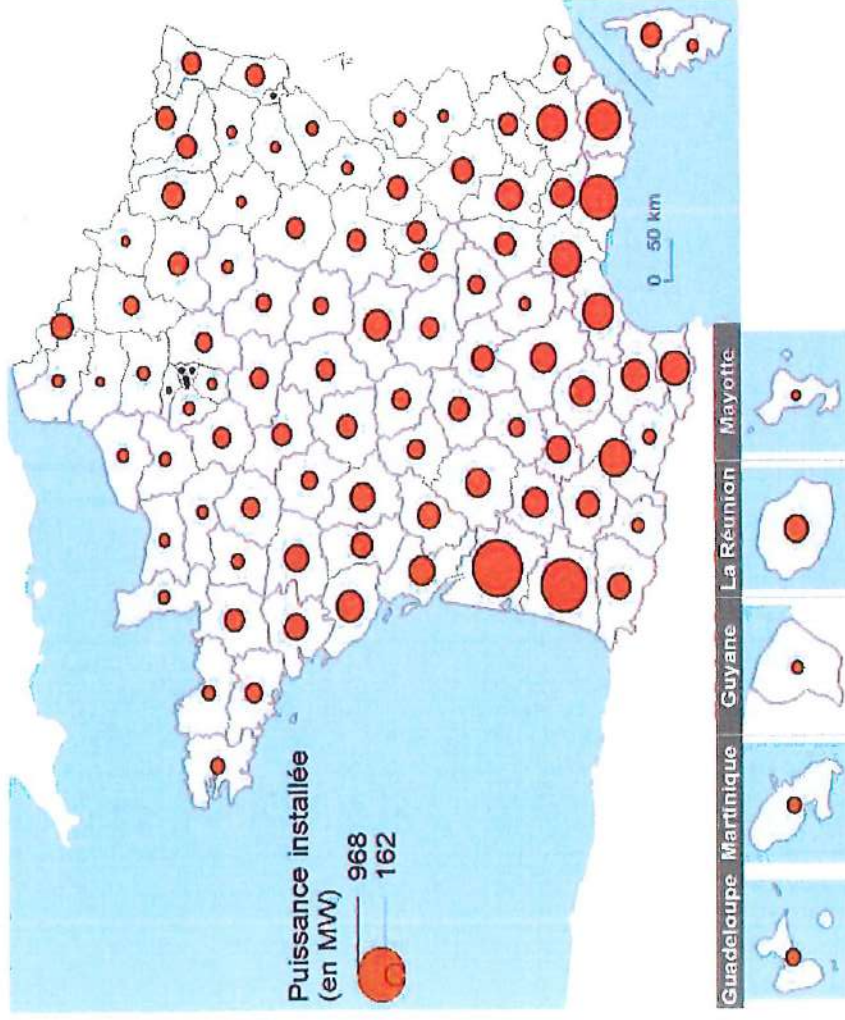 Puissance installée
(en MW)
968
162
0 50 km
Guadeloupe Martinique Guyane La Réunion Mayotte